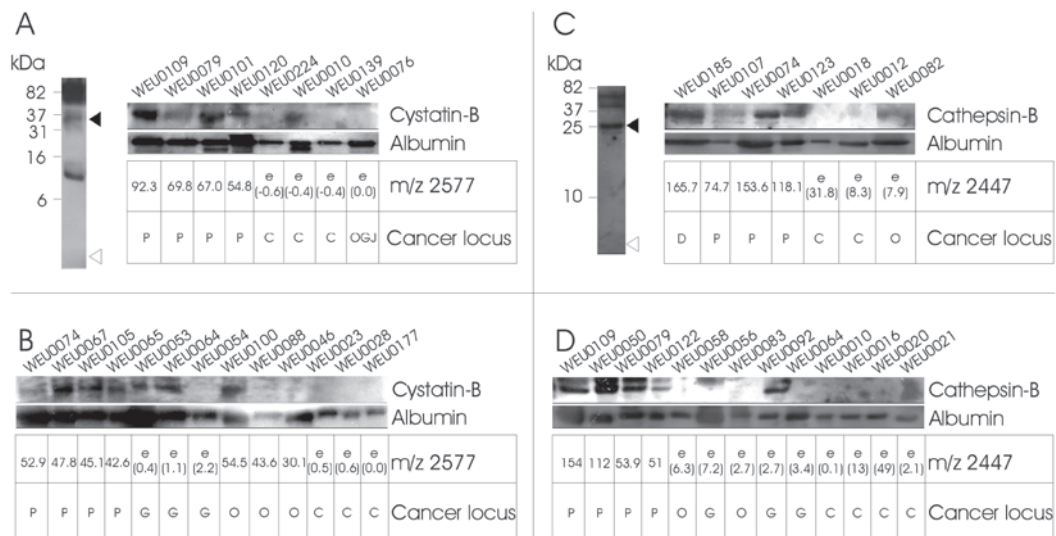 A
kDa
82
37
31
16
6
WEU0109 WEU0079 WEU0101 WEU0120 WEU0224 WEU0010 WEU0139 WEU0076
Cystatin-B
Albumin
92.3 69.8 67.0 54.8 e (-0.6) e (-0.4) e (-0.4) e (0.0) m/z 2577
P P P P C C C OGJ Cancer locus
C
kDa
82
37
25
10
WEU0185 WEU0107 WEU0074 WEU0123 WEU0018 WEU0012 WEU0082
Cathepsin-B
Albumin
165.7 74.7 153.6 118.1 e (31.8) e (8.3) e (7.9) m/z 2447
D P P P C C O Cancer locus
B
WEU0074 WEU0067 WEU0105 WEU0065 WEU0053 WEU0064 WEU0054 WEU0100 WEU0088 WEU0046 WEU0023 WEU0028 WEU0177
Cystatin-B
Albumin
52.9 47.8 45.1 42.6 e (0.4) e (1.1) e (2.2) 54.5 43.6 30.1 e (0.5) e (0.6) e (0.0) m/z 2577
P P P P G G G O O O C C C Cancer locus
D
WEU0109 WEU0050 WEU0079 WEU0122 WEU0058 WEU0056 WEU0083 WEU0092 WEU0064 WEU0010 WEU0016 WEU0020 WEU0021
Cathepsin-B
Albumin
154 112 53.9 51 e (6.3) e (7.2) e (2.7) e (2.7) e (3.4) e (0.1) e (13) e (49) e (2.1) m/z 2447
P P P P O G O G G C C C C Cancer locus